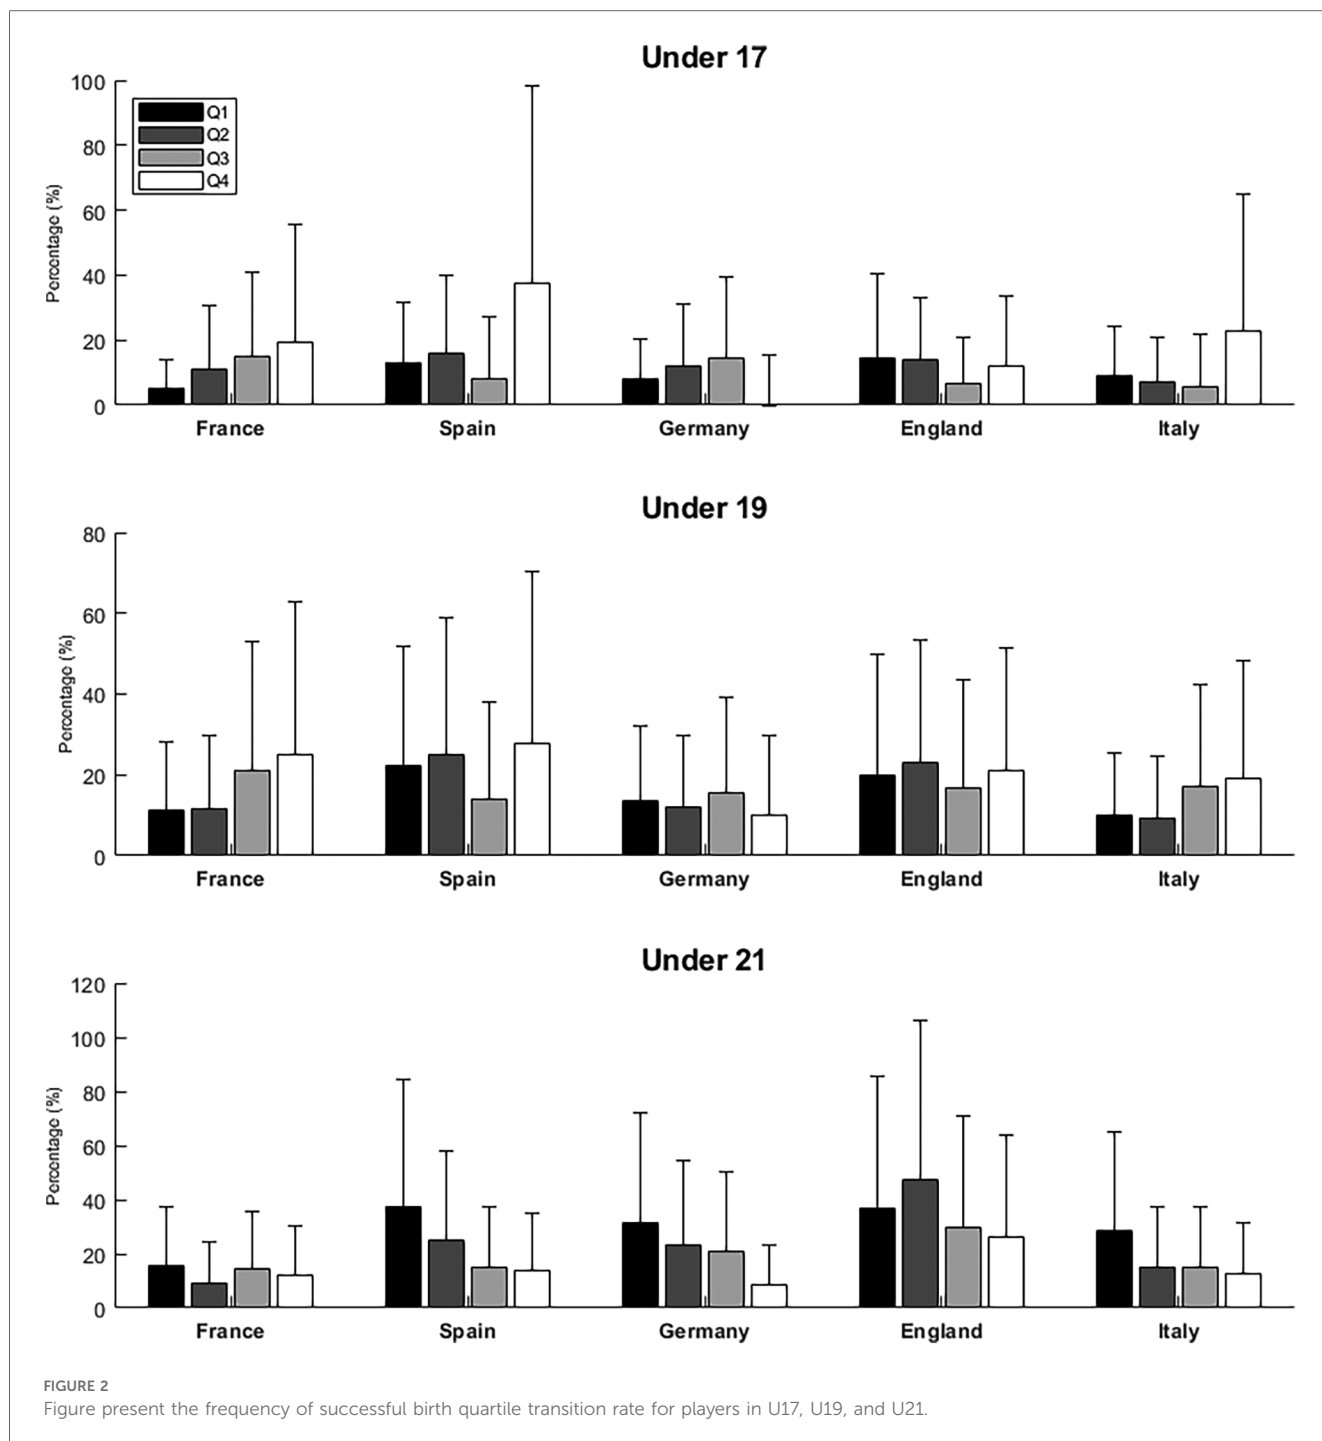 Under 17
100
80
60
40
20
0
Percentage (%)
Q1
Q2
Q3
Q4
France Spain Germany England Italy
Under 19
80
60
40
20
0
Percentage (%)
France Spain Germany England Italy
Under 21
120
100
80
60
40
20
0
Percentage (%)
France Spain Germany England Italy
FIGURE 2
Figure present the frequency of successful birth quartile transition rate for players in U17, U19, and U21.